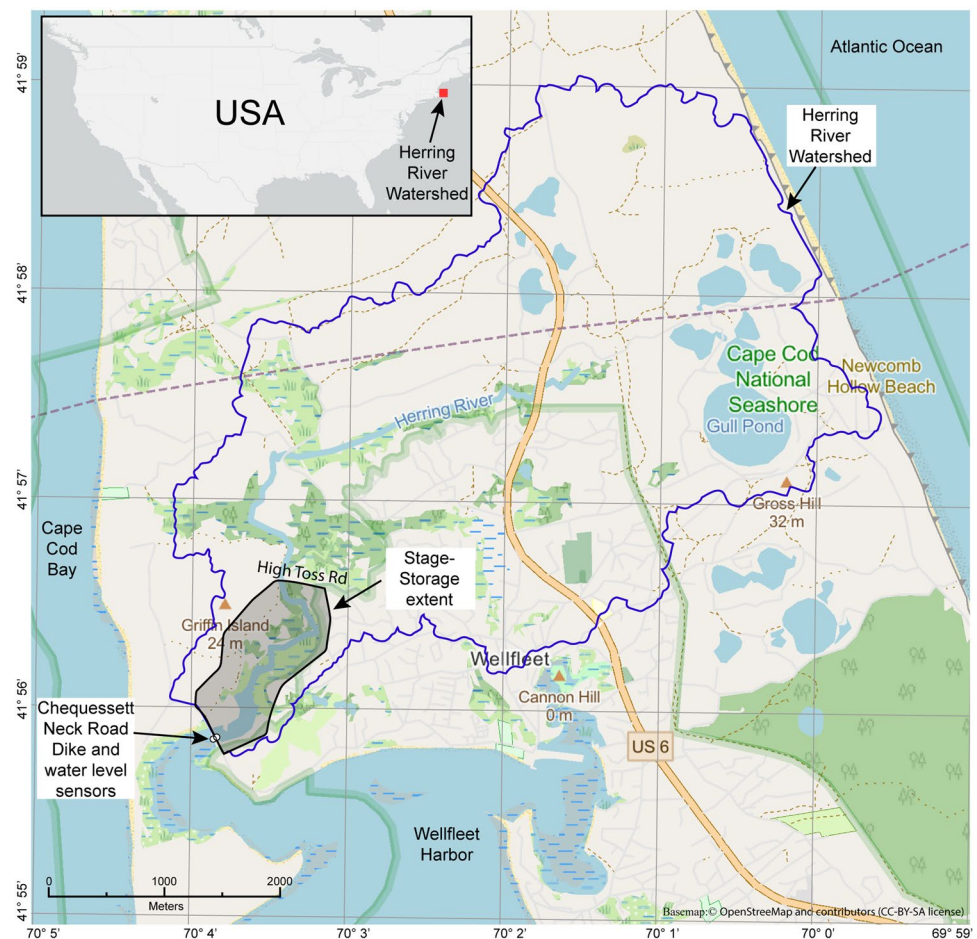 41° 59'
41° 58'
41° 57'
41° 56'
41° 55'
USA
Herring
River
Watershed
Atlantic Ocean
Herring
River
Watershed
Cape Cod
National
Seashore
Newcomb
Hollow Beach
Gull Pond
Herring River
Gross Hill
32 m
Cape
Cod
Bay
High Toss Rd
Stage-
Storage
extent
Griffin Island
24 m
Wellfleet
Cannon Hill
0 m
Chequessett
Neck Road
Dike and
water level
sensors
US 6
Wellfleet
Harbor
0 1000 2000
Meters
Basemap:© OpenStreeMap and contributors (CC-BY-SA license)
70° 5' 70° 4' 70° 3' 70° 2' 70° 1' 70° 0' 69° 59'